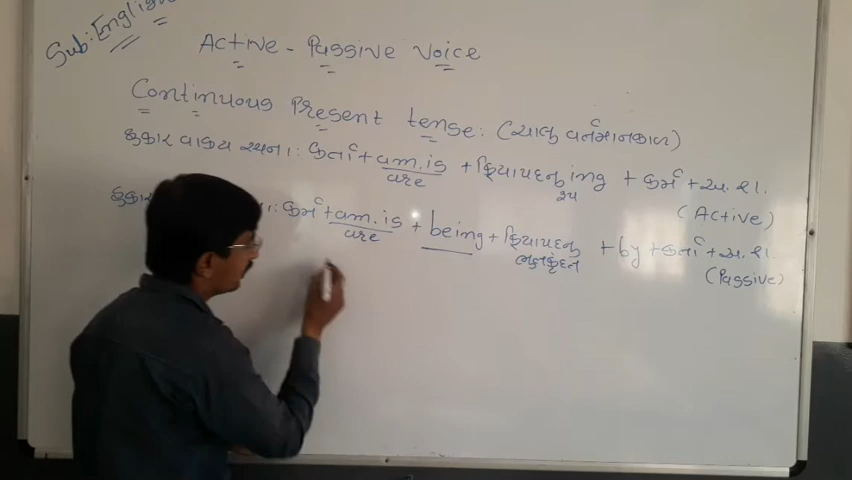 Sub: English
Active - Passive Voice
Continuous Present tense: (ચાલુ વર્તમાનકાળ)
હકાર વાક્ય રચના: કર્તા + am. is / are + ક્રિયાપદનું ing રૂપ + કર્મ + અ. શ. (Active)
હકાર કર્મ + am. is / are + being + ક્રિયાપદનું ભૂતકૃદંત + by + કર્તા + અ. શ. (Passive)